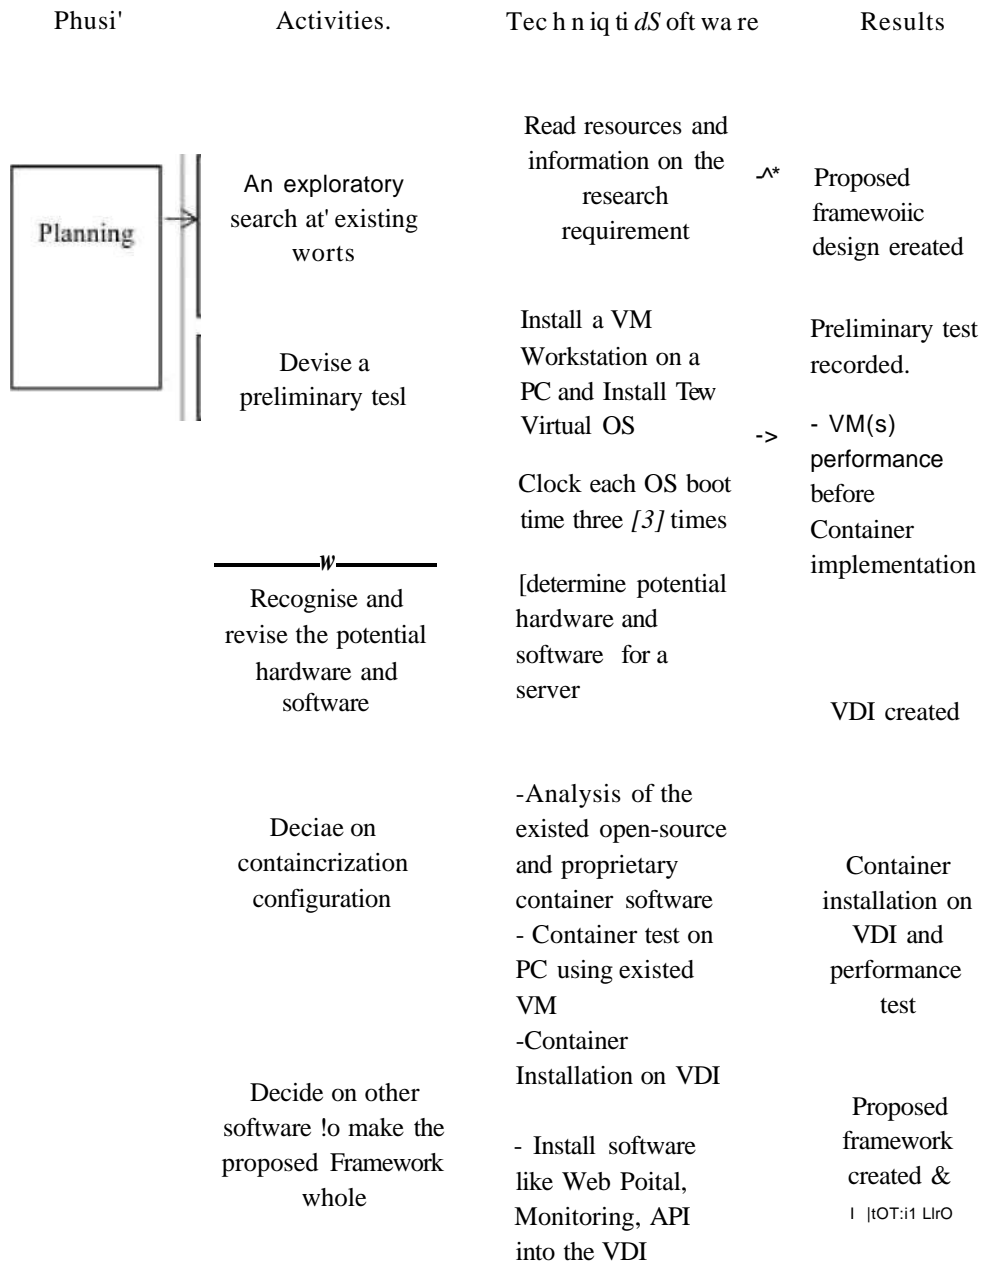 Phusi'
Activities.
Tec h n iq ti dS oft wa re
Results
Planning
An exploratory
search at' existing
worts
Read resources and
information on the
research
requirement
-^*
Proposed
framewoiic
design ereated
Devise a
preliminary tesl
Install a VM
Workstation on a
PC and Install Tew
Virtual OS
Clock each OS boot
time three [3] times
->
Preliminary test
recorded.
- VM(s)
performance
before
Container
implementation
w
Recognise and
revise the potential
hardware and
software
[determine potential
hardware and
software for a
server
VDI created
Deciae on
containcrization
configuration
-Analysis of the
existed open-source
and proprietary
container software
- Container test on
PC using existed
VM
-Container
Installation on VDI
Container
installation on
VDI and
performance
test
Decide on other
software !o make the
proposed Framework
whole
- Install software
like Web Poital,
Monitoring, API
into the VDI
Proposed
framework
created &
I |tOT:i1 LlrO